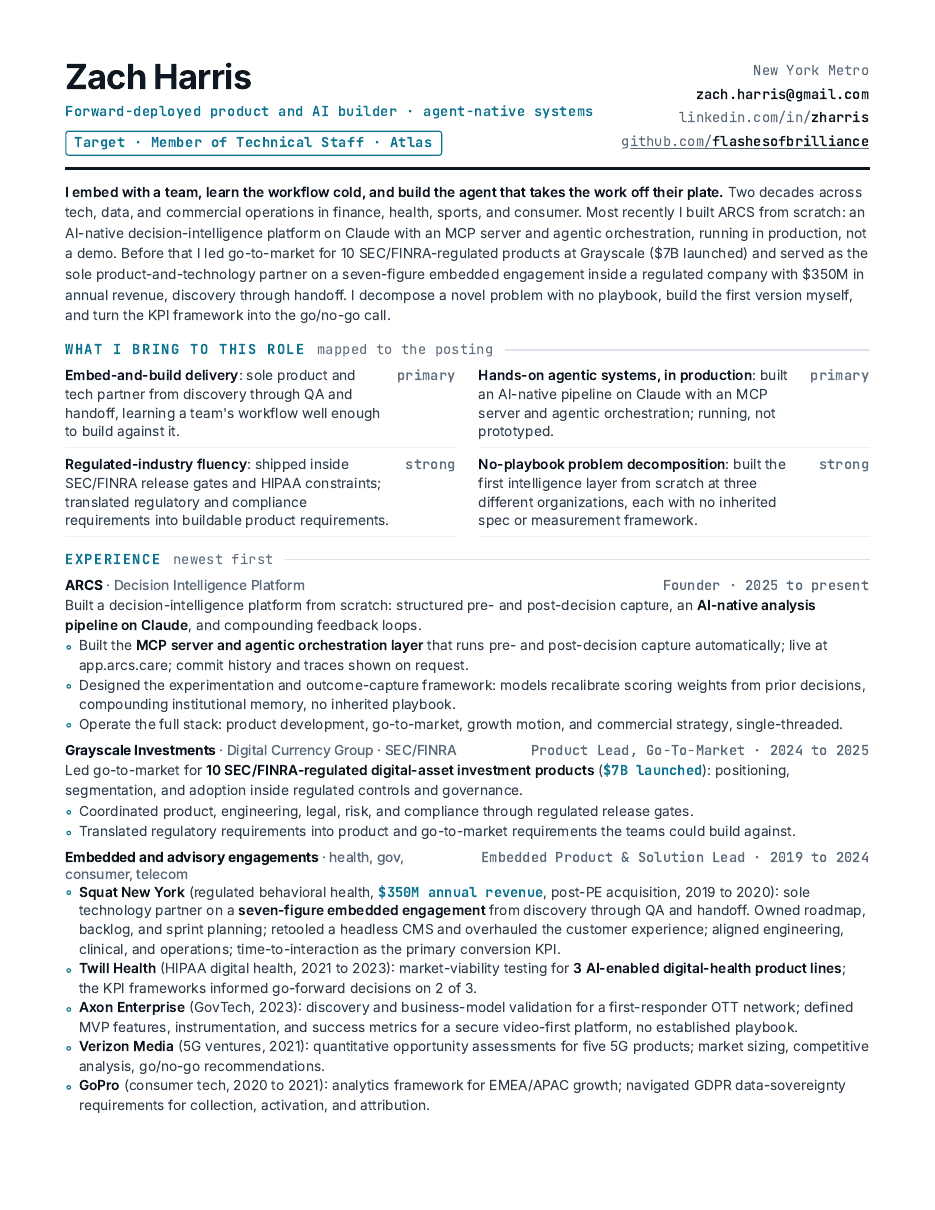 Zach Harris
Forward-deployed product and AI builder · agent-native systems
Target · Member of Technical Staff · Atlas
New York Metro
zach.harris@gmail.com
linkedin.com/in/zharris
github.com/flashesofbrilliance
I embed with a team, learn the workflow cold, and build the agent that takes the work off their plate. Two decades across
tech, data, and commercial operations in finance, health, sports, and consumer. Most recently I built ARCS from scratch: an
AI-native decision-intelligence platform on Claude with an MCP server and agentic orchestration, running in production, not
a demo. Before that I led go-to-market for 10 SEC/FINRA-regulated products at Grayscale ($7B launched) and served as the
sole product-and-technology partner on a seven-figure embedded engagement inside a regulated company with $350M in
annual revenue, discovery through handoff. I decompose a novel problem with no playbook, build the first version myself,
and turn the KPI framework into the go/no-go call.
WHAT I BRING TO THIS ROLE mapped to the posting
Embed-and-build delivery: sole product and primary
tech partner from discovery through QA and
handoff, learning a team's workflow well enough
to build against it.
Hands-on agentic systems, in production: built primary
an AI-native pipeline on Claude with an MCP
server and agentic orchestration; running, not
prototyped.
Regulated-industry fluency: shipped inside strong
SEC/FINRA release gates and HIPAA constraints;
translated regulatory and compliance
requirements into buildable product requirements.
No-playbook problem decomposition: built the strong
first intelligence layer from scratch at three
different organizations, each with no inherited
spec or measurement framework.
EXPERIENCE newest first
ARCS · Decision Intelligence Platform Founder · 2025 to present
Built a decision-intelligence platform from scratch: structured pre- and post-decision capture, an AI-native analysis
pipeline on Claude, and compounding feedback loops.
Built the MCP server and agentic orchestration layer that runs pre- and post-decision capture automatically; live at
app.arcs.care; commit history and traces shown on request.
Designed the experimentation and outcome-capture framework: models recalibrate scoring weights from prior decisions,
compounding institutional memory, no inherited playbook.
Operate the full stack: product development, go-to-market, growth motion, and commercial strategy, single-threaded.
Grayscale Investments · Digital Currency Group · SEC/FINRA Product Lead, Go-To-Market · 2024 to 2025
Led go-to-market for 10 SEC/FINRA-regulated digital-asset investment products ($7B launched): positioning,
segmentation, and adoption inside regulated controls and governance.
Coordinated product, engineering, legal, risk, and compliance through regulated release gates.
Translated regulatory requirements into product and go-to-market requirements the teams could build against.
Embedded and advisory engagements · health, gov, Embedded Product & Solution Lead · 2019 to 2024
consumer, telecom
Squat New York (regulated behavioral health, $350M annual revenue, post-PE acquisition, 2019 to 2020): sole
technology partner on a seven-figure embedded engagement from discovery through QA and handoff. Owned roadmap,
backlog, and sprint planning; retooled a headless CMS and overhauled the customer experience; aligned engineering,
clinical, and operations; time-to-interaction as the primary conversion KPI.
Twill Health (HIPAA digital health, 2021 to 2023): market-viability testing for 3 AI-enabled digital-health product lines;
the KPI frameworks informed go-forward decisions on 2 of 3.
Axon Enterprise (GovTech, 2023): discovery and business-model validation for a first-responder OTT network; defined
MVP features, instrumentation, and success metrics for a secure video-first platform, no established playbook.
Verizon Media (5G ventures, 2021): quantitative opportunity assessments for five 5G products; market sizing, competitive
analysis, go/no-go recommendations.
GoPro (consumer tech, 2020 to 2021): analytics framework for EMEA/APAC growth; navigated GDPR data-sovereignty
requirements for collection, activation, and attribution.